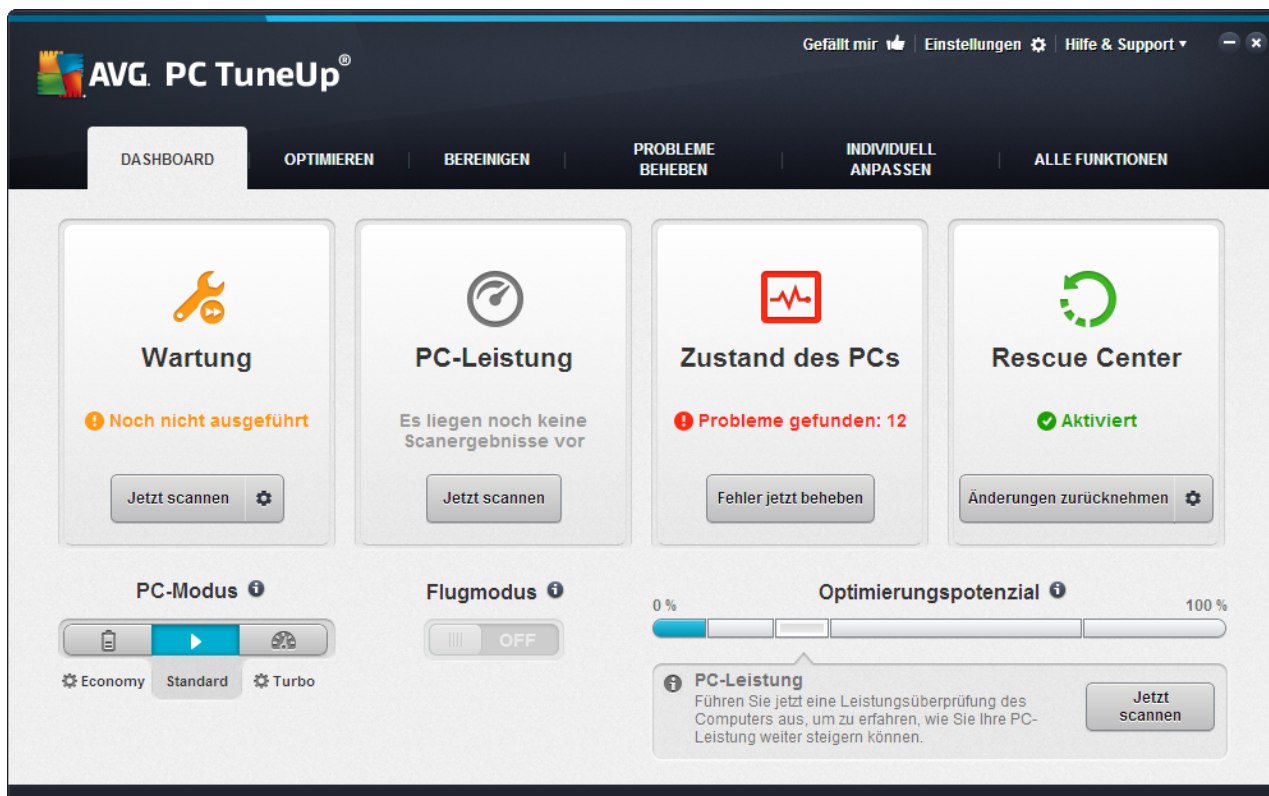 Gefällt mir Einstellungen Hilfe & Support
AVG. PC TuneUp®
DASHBOARD
OPTIMIEREN
BEREINIGEN
PROBLEME
BEHEBEN
INDIVIDUELL
ANPASSEN
ALLE FUNKTIONEN
Wartung
Noch nicht ausgeführt
Jetzt scannen
PC-Leistung
Es liegen noch keine
Scanergebnisse vor
Jetzt scannen
Zustand des PCs
Probleme gefunden: 12
Fehler jetzt beheben
Rescue Center
Aktiviert
Änderungen zurücknehmen
PC-Modus
Economy Standard Turbo
Flugmodus
OFF
Optimierungspotenzial
0 % 100 %
PC-Leistung
Führen Sie jetzt eine Leistungsüberprüfung des
Computers aus, um zu erfahren, wie Sie Ihre PC-
Leistung weiter steigern können.
Jetzt
scannen